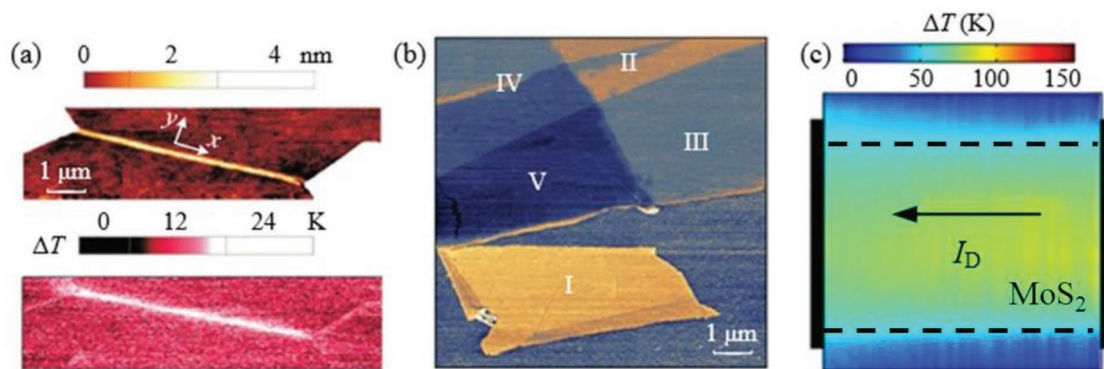 (a)
0 2 4 nm
y
x
1 μm
0 12 24 K
ΔT
(b)
II
IV
III
V
I
1 μm
(c)
ΔT (K)
0 50 100 150
I_D
MoS₂